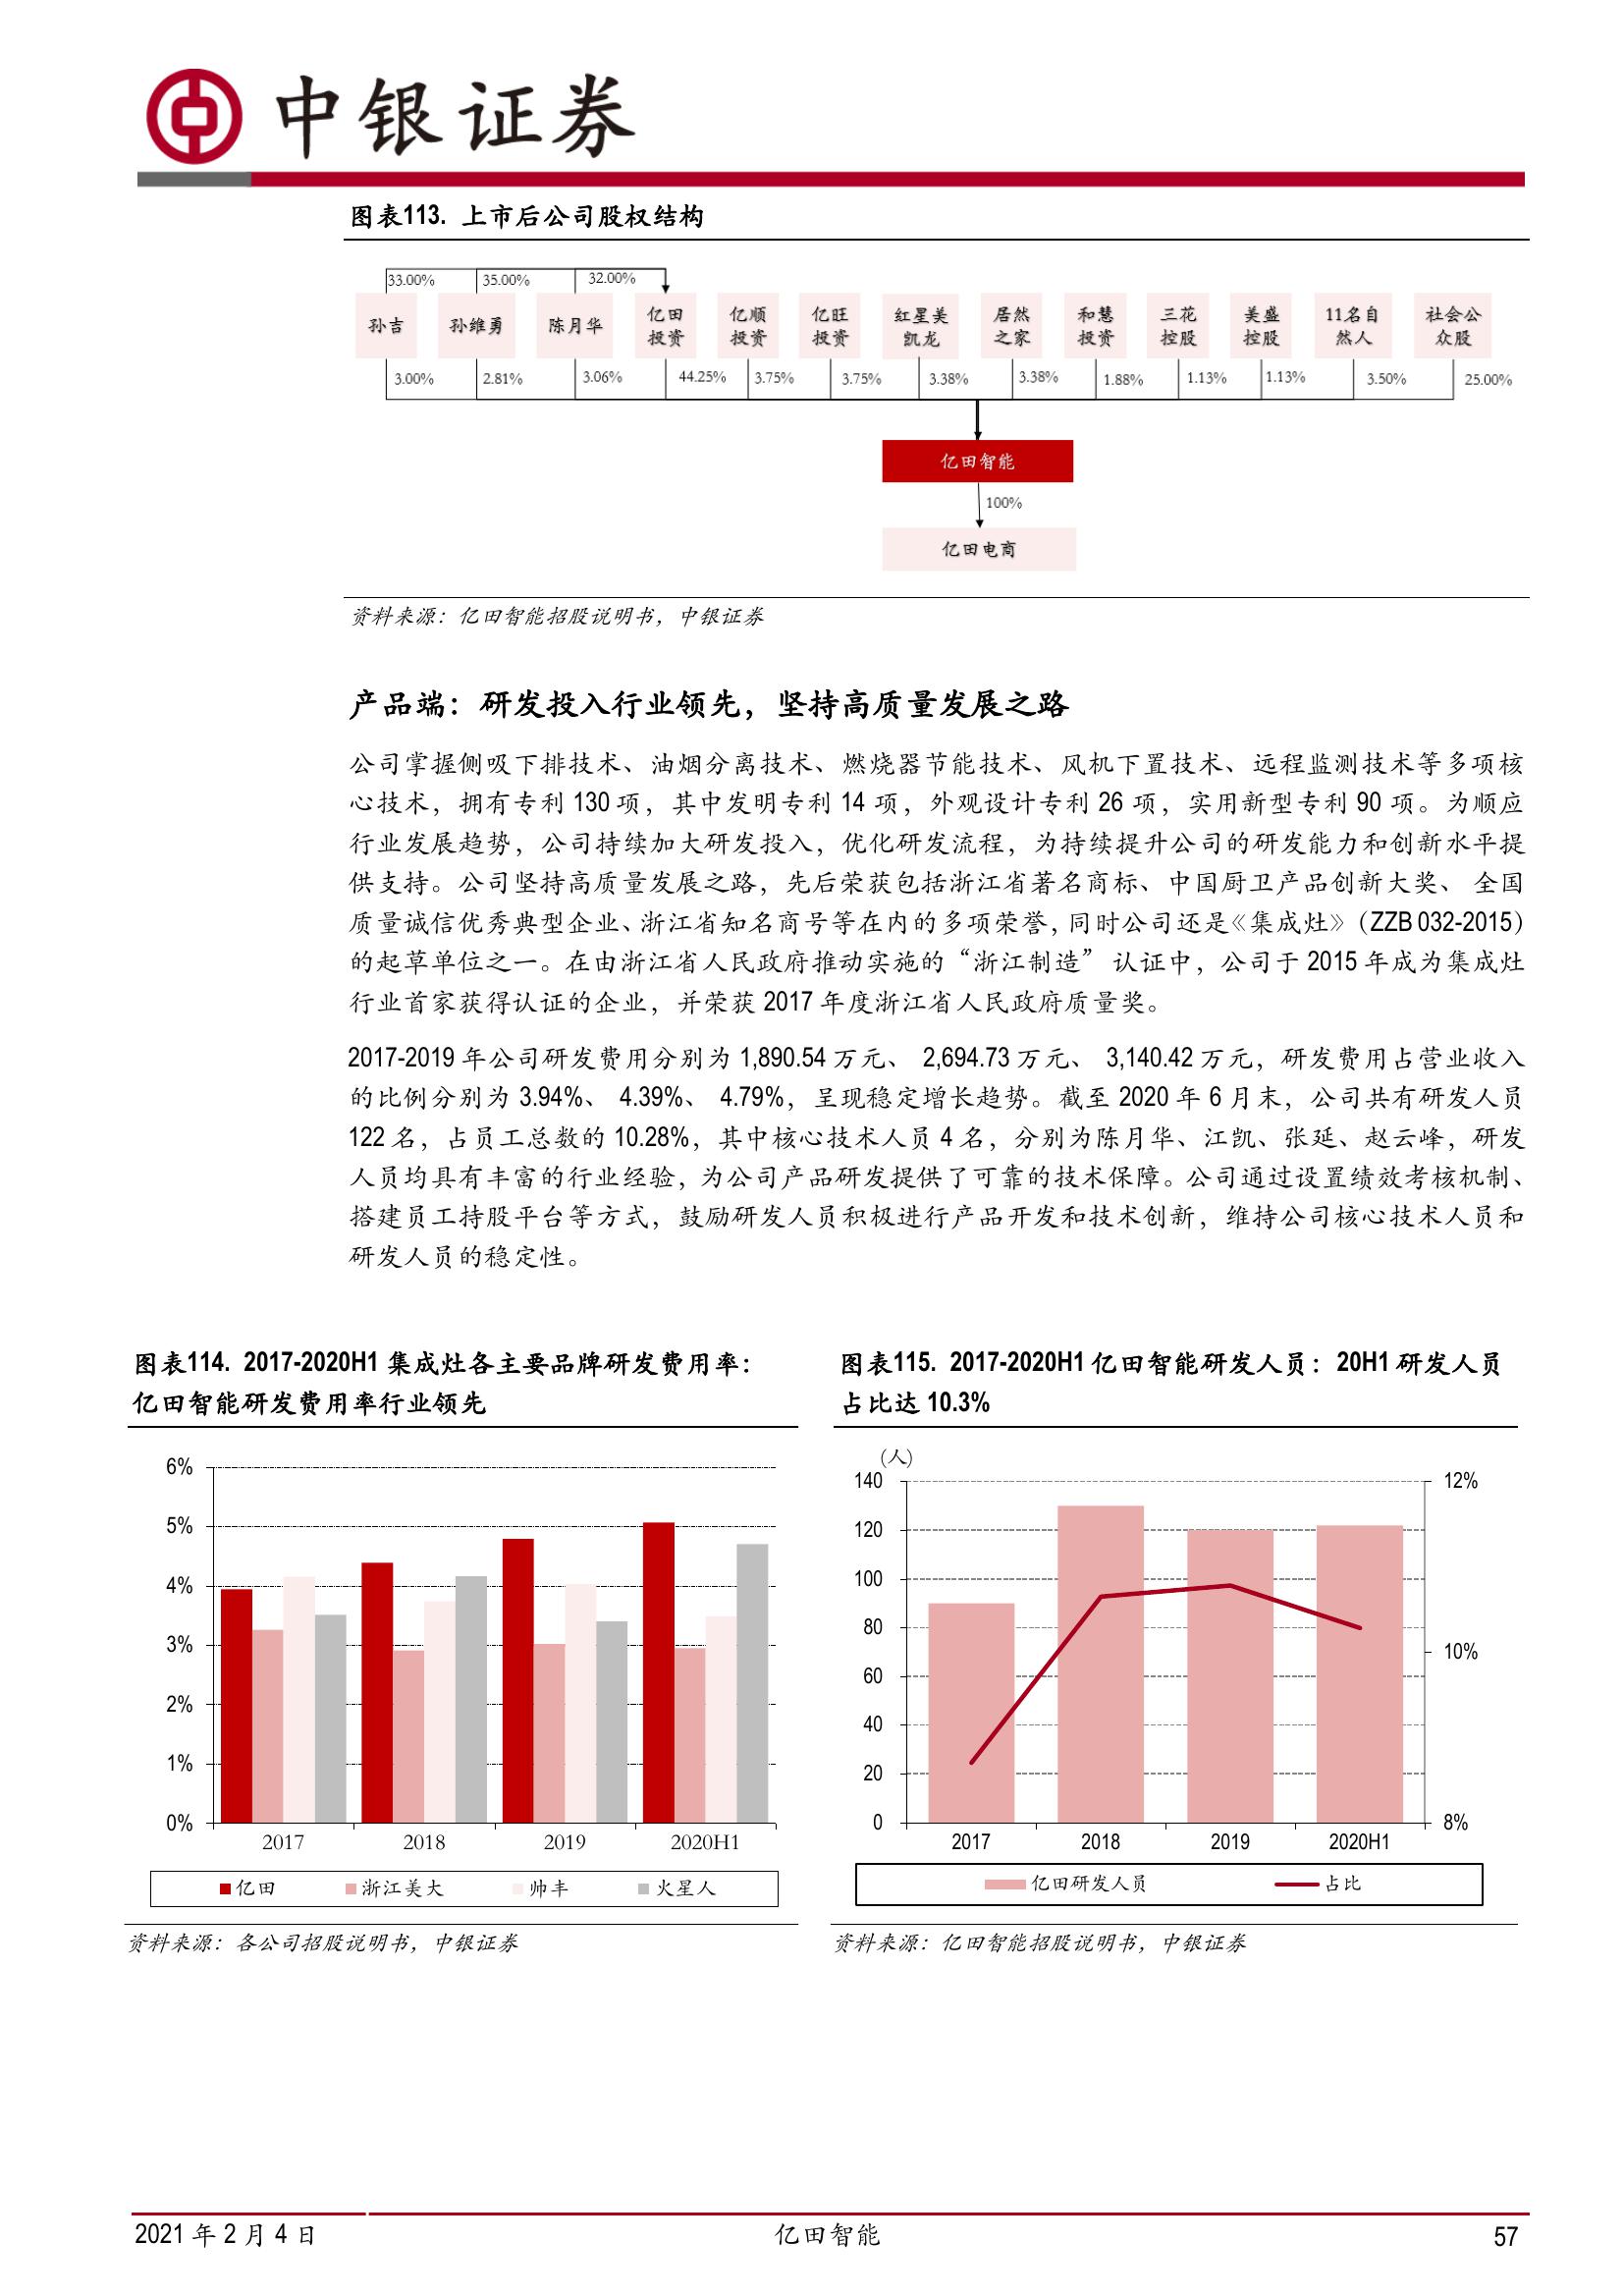 中银证券
图表113. 上市后公司股权结构
33.00% 35.00% 32.00%
孙吉 孙维勇 陈月华 亿田投资 亿顺投资 亿旺投资 红星美凯龙 居然之家 和慧投资 三花控股 美盛控股 11名自然人 社会公众股
3.00% 2.81% 3.06% 44.25% 3.75% 3.75% 3.38% 3.38% 1.88% 1.13% 1.13% 3.50% 25.00%
亿田智能
100%
亿田电商
资料来源：亿田智能招股说明书，中银证券
产品端：研发投入行业领先，坚持高质量发展之路
公司掌握侧吸下排技术、油烟分离技术、燃烧器节能技术、风机下置技术、远程监测技术等多项核
心技术，拥有专利 130 项，其中发明专利 14 项，外观设计专利 26 项，实用新型专利 90 项。为顺应
行业发展趋势，公司持续加大研发投入，优化研发流程，为持续提升公司的研发能力和创新水平提
供支持。公司坚持高质量发展之路，先后荣获包括浙江省著名商标、中国厨卫产品创新大奖、 全国
质量诚信优秀典型企业、浙江省知名商号等在内的多项荣誉，同时公司还是《集成灶》（ZZB 032-2015）
的起草单位之一。在由浙江省人民政府推动实施的“浙江制造” 认证中，公司于 2015 年成为集成灶
行业首家获得认证的企业，并荣获 2017 年度浙江省人民政府质量奖。
2017-2019 年公司研发费用分别为 1,890.54 万元、 2,694.73 万元、 3,140.42 万元，研发费用占营业收入
的比例分别为 3.94%、 4.39%、 4.79%，呈现稳定增长趋势。截至 2020 年 6 月末，公司共有研发人员
122 名，占员工总数的 10.28%，其中核心技术人员 4 名，分别为陈月华、江凯、张延、赵云峰，研发
人员均具有丰富的行业经验，为公司产品研发提供了可靠的技术保障。公司通过设置绩效考核机制、
搭建员工持股平台等方式，鼓励研发人员积极进行产品开发和技术创新，维持公司核心技术人员和
研发人员的稳定性。
图表114. 2017-2020H1 集成灶各主要品牌研发费用率：
亿田智能研发费用率行业领先
6%
5%
4%
3%
2%
1%
0%
2017 2018 2019 2020H1
亿田 浙江美大 帅丰 火星人
资料来源：各公司招股说明书，中银证券
图表115. 2017-2020H1 亿田智能研发人员：20H1 研发人员
占比达 10.3%
(人)
140 12%
120
100
80
60 10%
40
20
0 8%
2017 2018 2019 2020H1
亿田研发人员 占比
资料来源：亿田智能招股说明书，中银证券
2021 年 2 月 4 日 亿田智能 57